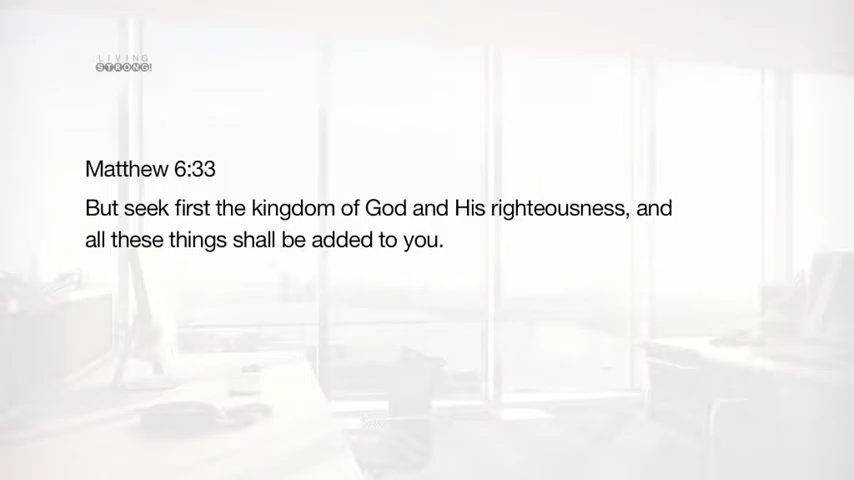 LIVING
STRONG!
Matthew 6:33
But seek first the kingdom of God and His righteousness, and
all these things shall be added to you.